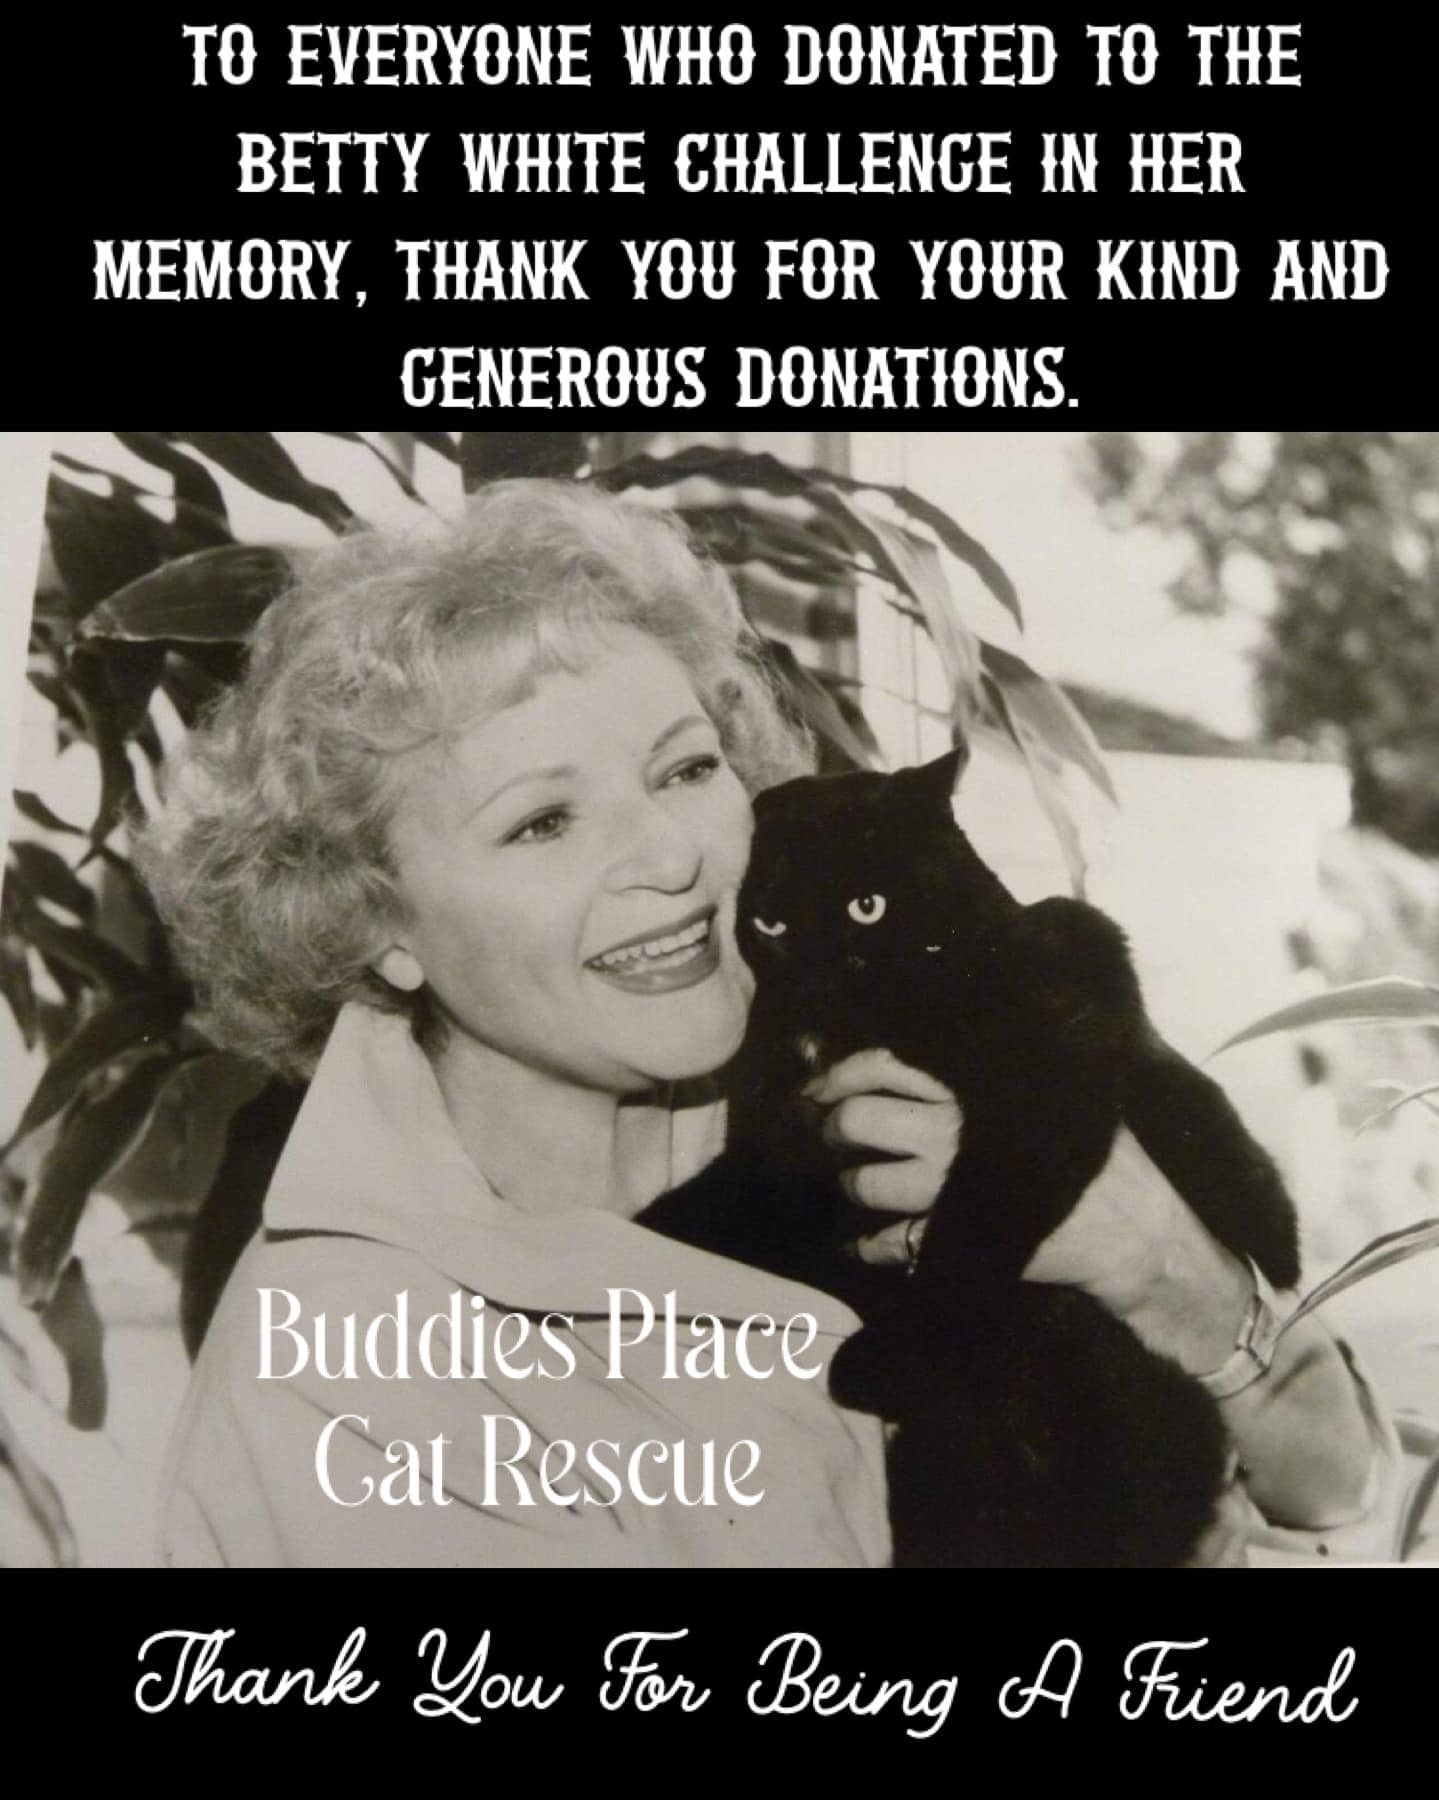 TO EVERYONE WHO DONATED TO THE
BETTY WHITE CHALLENGE IN HER
MEMORY, THANK YOU FOR YOUR KIND AND
GENEROUS DONATIONS.
Buddies Place
Cat Rescue
Thank You For Being A Friend